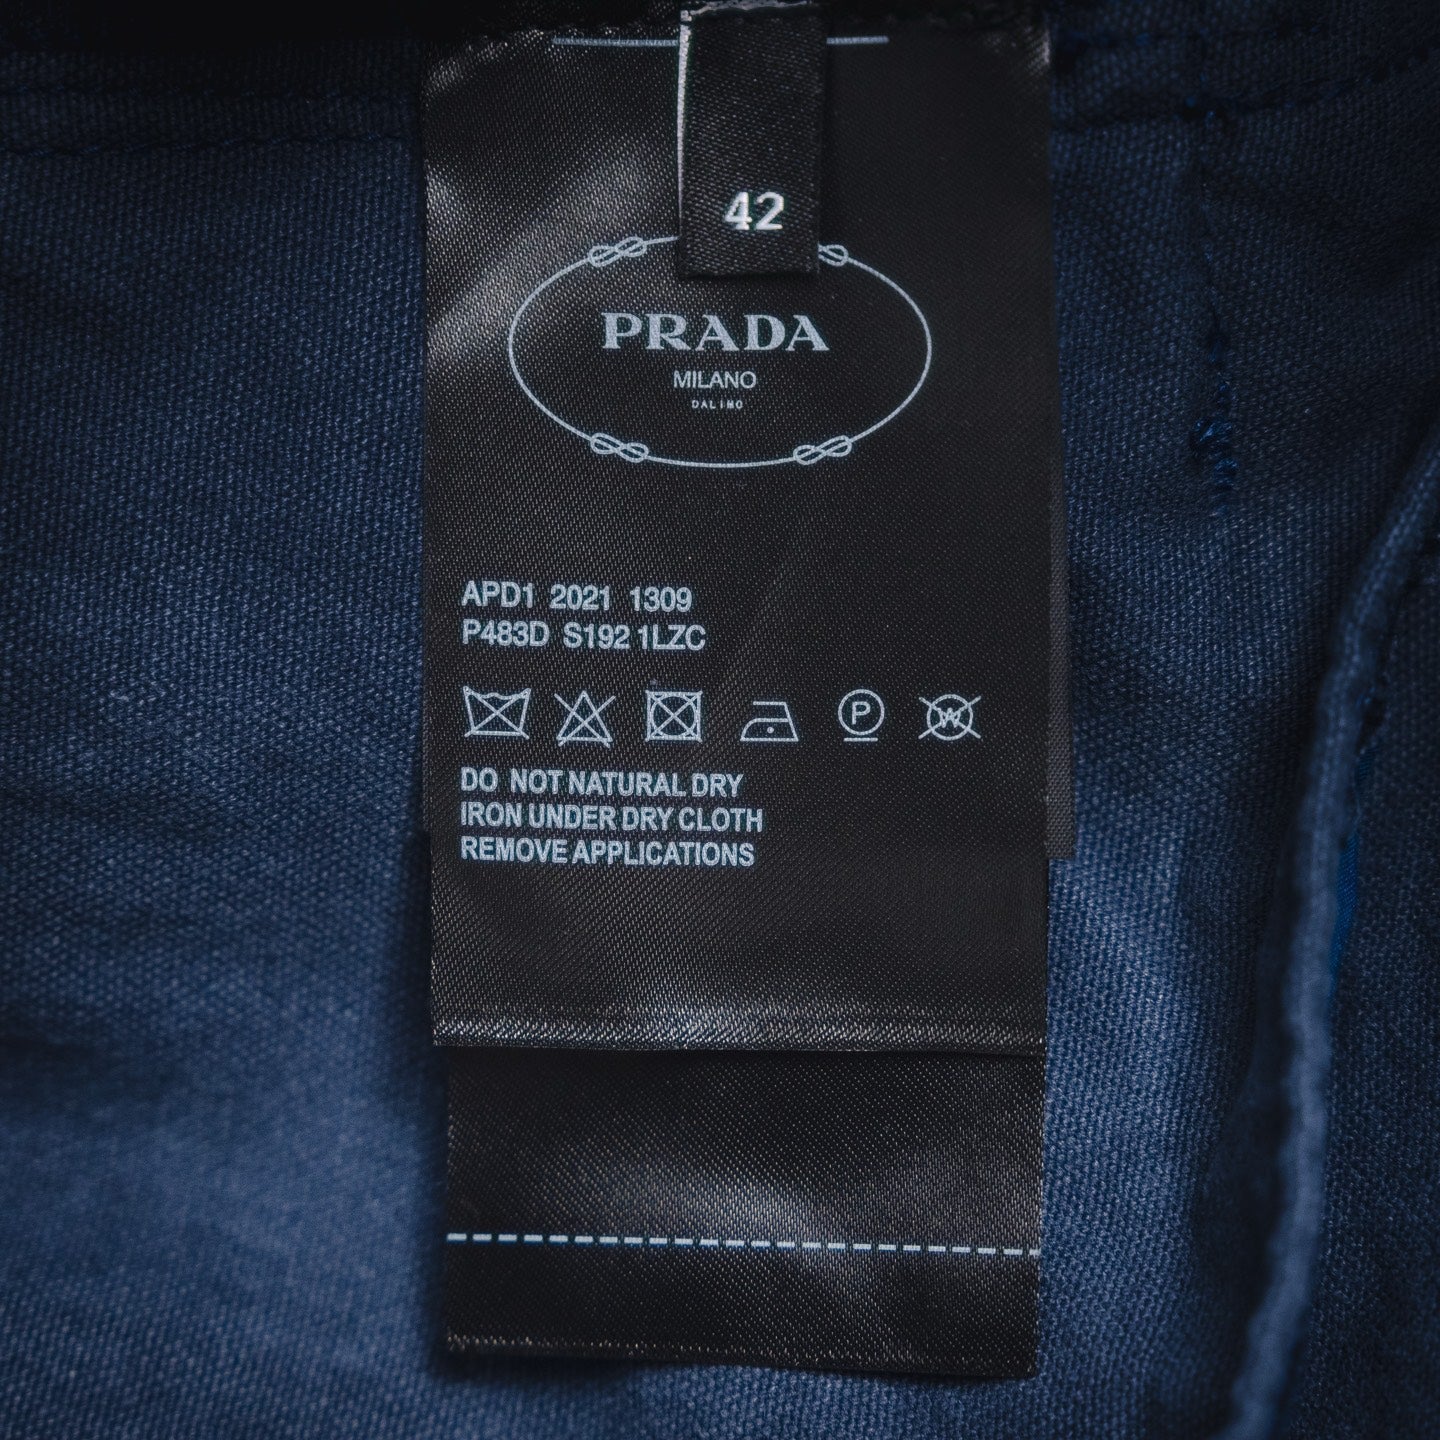 42
PRADA
MILANO
DALINO
APD1 2021 1309
P483D S192 1LZC
P W
DO NOT NATURAL DRY
IRON UNDER DRY CLOTH
REMOVE APPLICATIONS